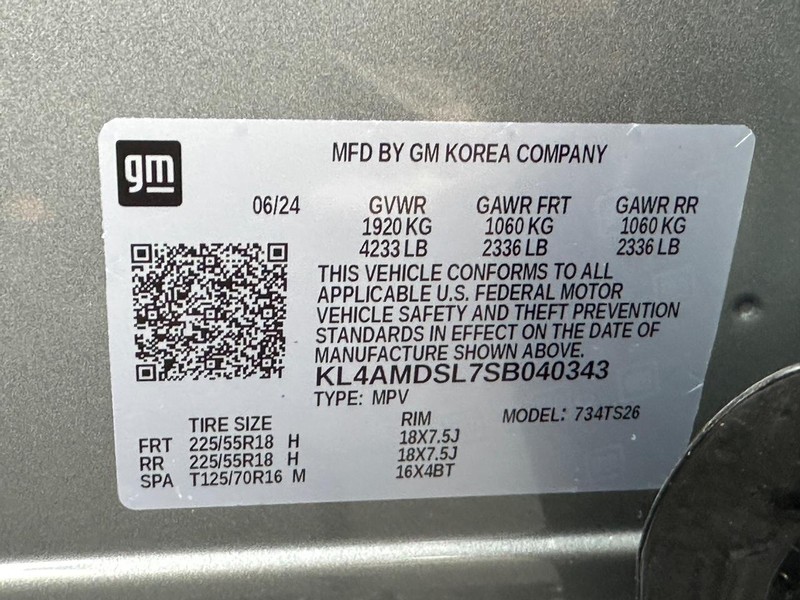 gm
MFD BY GM KOREA COMPANY
06/24 GVWR GAWR FRT GAWR RR
1920 KG 1060 KG 1060 KG
4233 LB 2336 LB 2336 LB
THIS VEHICLE CONFORMS TO ALL
APPLICABLE U.S. FEDERAL MOTOR
VEHICLE SAFETY AND THEFT PREVENTION
STANDARDS IN EFFECT ON THE DATE OF
MANUFACTURE SHOWN ABOVE.
KL4AMDSL7SB040343
TYPE: MPV
TIRE SIZE RIM MODEL: 734TS26
FRT 225/55R18 H 18X7.5J
RR 225/55R18 H 18X7.5J
SPA T125/70R16 M 16X4BT